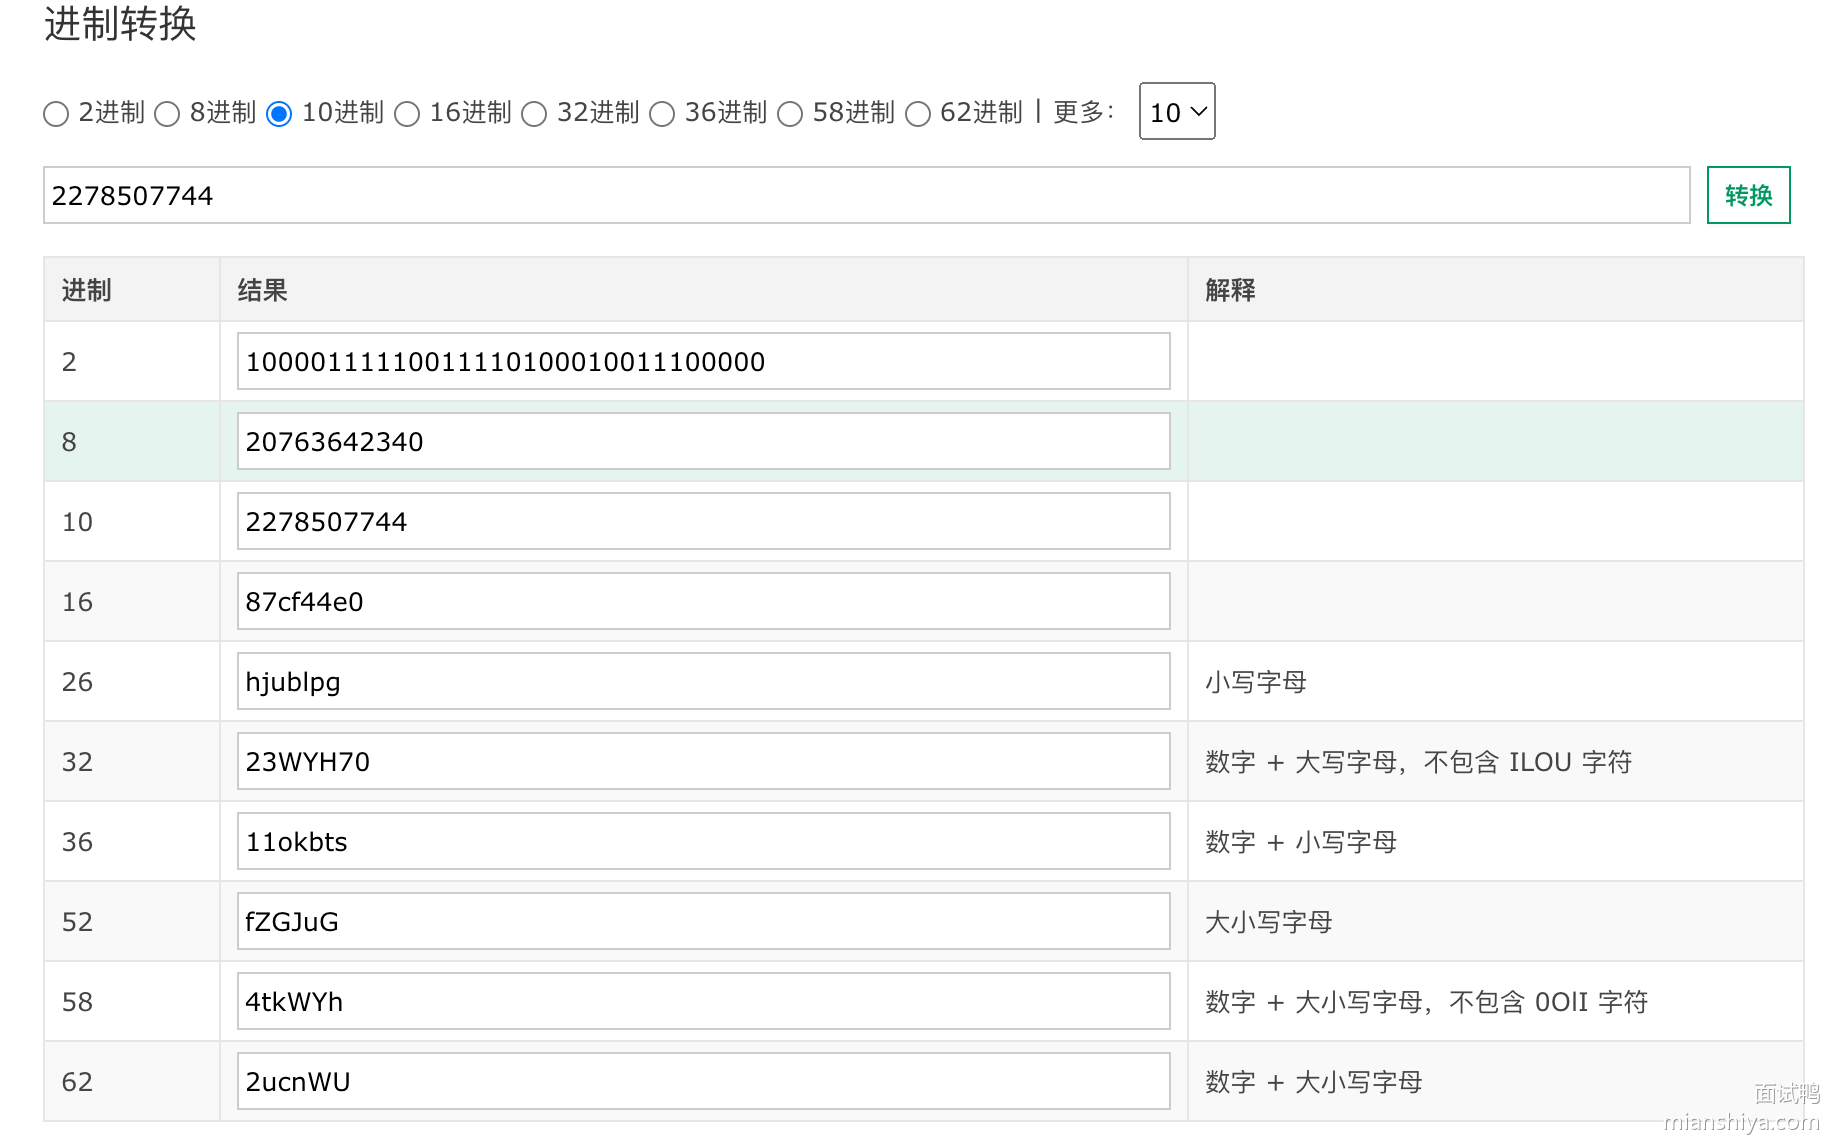 进制转换
2进制 8进制 10进制 16进制 32进制 36进制 58进制 62进制 | 更多： 10
2278507744 转换
进制 结果 解释
2 10000111110011110100010011100000
8 20763642340
10 2278507744
16 87cf44e0
26 hjublpg 小写字母
32 23WYH70 数字 + 大写字母，不包含 ILOU 字符
36 11okbts 数字 + 小写字母
52 fZGJuG 大小写字母
58 4tkWYh 数字 + 大小写字母，不包含 0OlI 字符
62 2ucnWU 数字 + 大小写字母
面试鸭
mianshiya.com